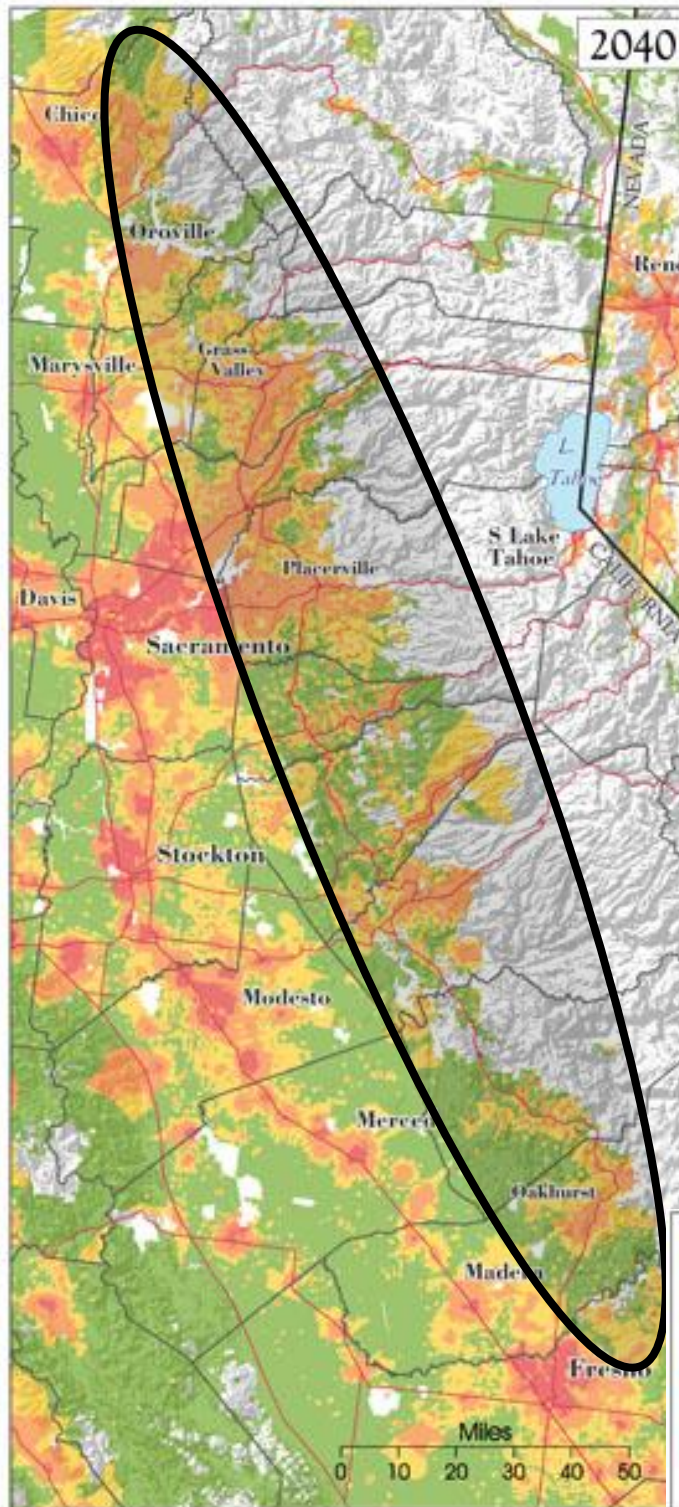 2040
Chico
NEVADA
Oroville
Reno
Grass
Valley
Marysville
L.
Tahoe
S Lake
Tahoe
CALIFORNIA
Placerville
Davis
Sacramento
Stockton
Modesto
Merced
Oakhurst
Madera
Fresno
Miles
0 10 20 30 40 50